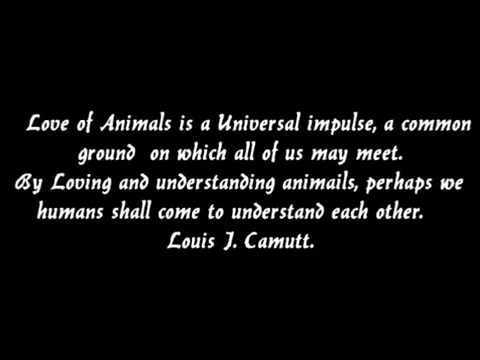 Love of Animals is a Universal impulse, a common
ground on which all of us may meet.
By Loving and understanding animails, perhaps we
humans shall come to understand each other.
Louis J. Camutt.